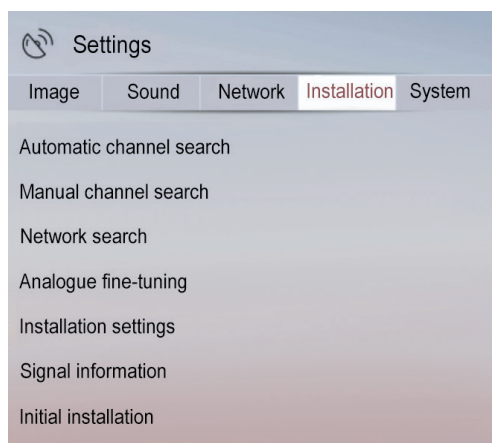 Settings
Image Sound Network Installation System
Automatic channel search
Manual channel search
Network search
Analogue fine-tuning
Installation settings
Signal information
Initial installation